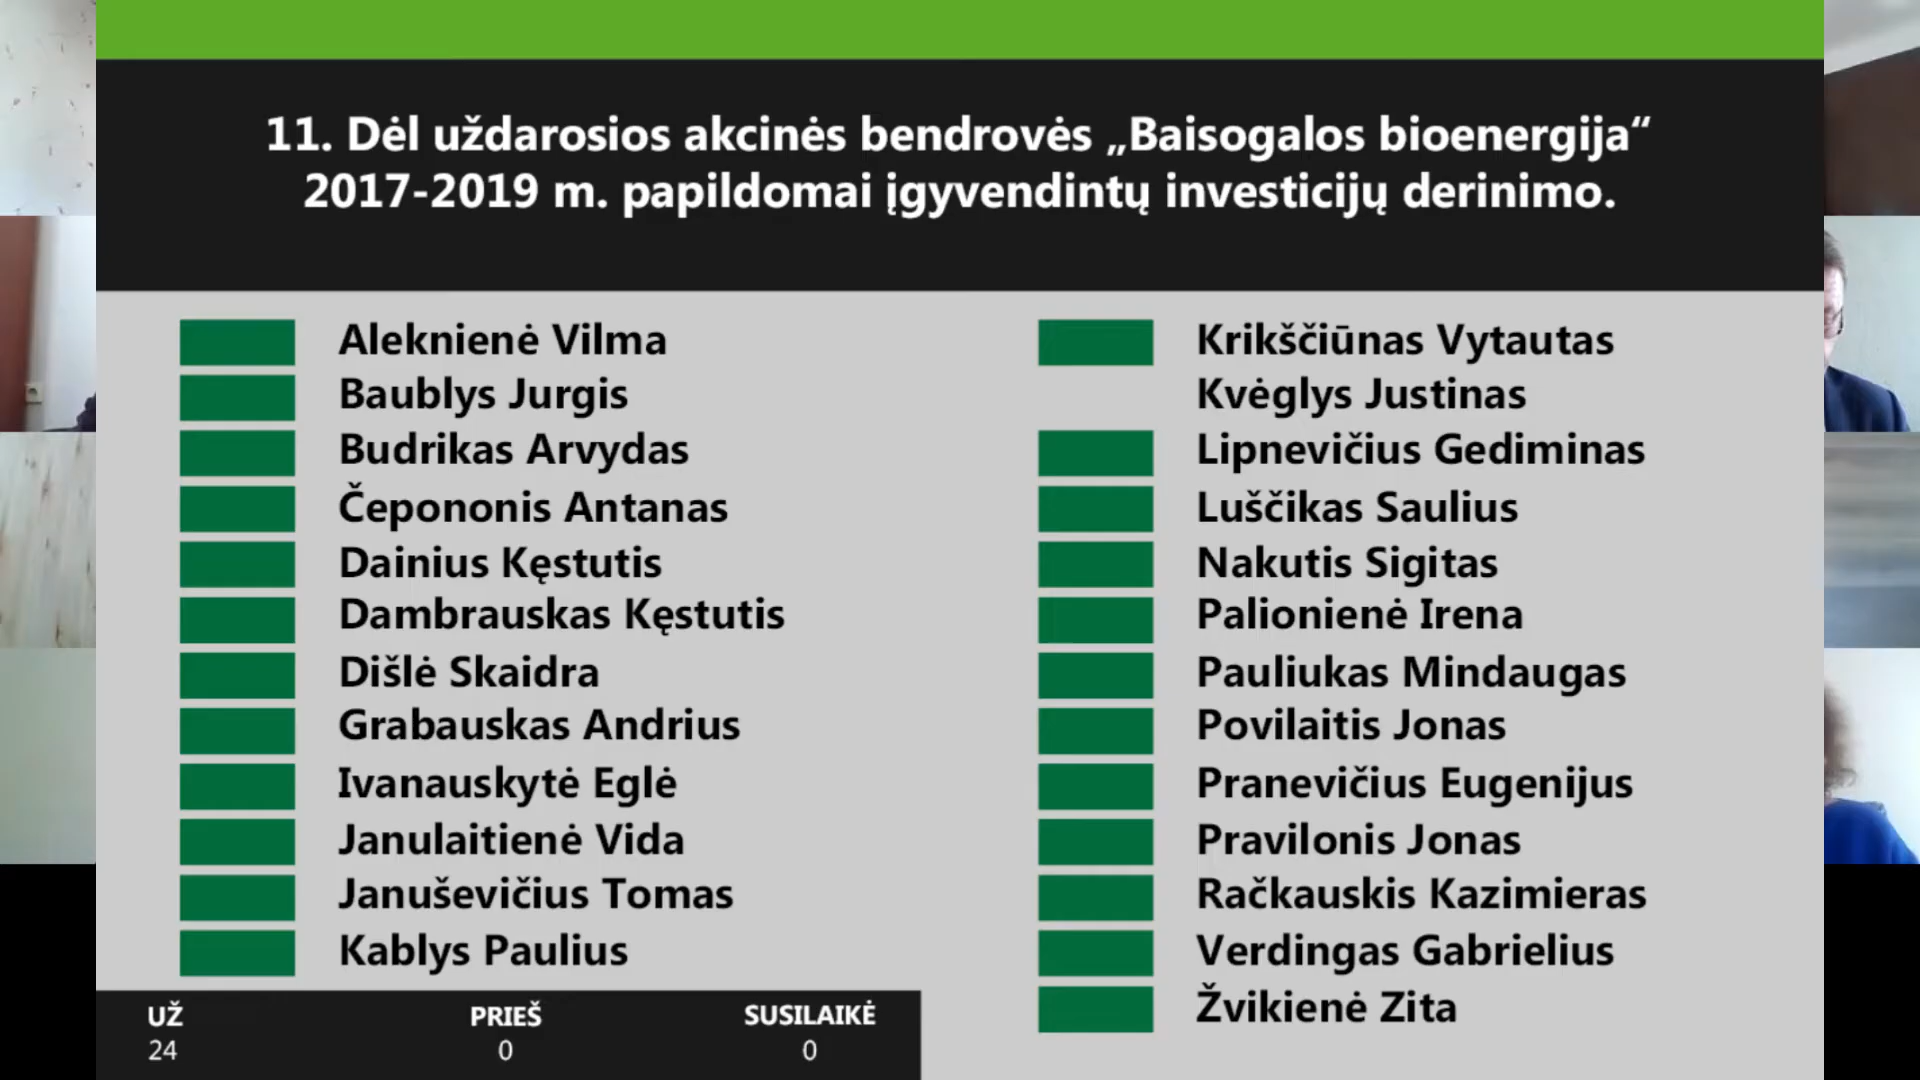 11. Dėl uždarosios akcinės bendrovės „Baisogalos bioenergija“
2017-2019 m. papildomai įgyvendintų investicijų derinimo.
Aleknienė Vilma
Baublys Jurgis
Budrikas Arvydas
Čepononis Antanas
Dainius Kęstutis
Dambrauskas Kęstutis
Dišlė Skaidra
Grabauskas Andrius
Ivanauskytė Eglė
Janulaitienė Vida
Januševičius Tomas
Kablys Paulius
Krikščiūnas Vytautas
Kvėglys Justinas
Lipnevičius Gediminas
Luščikas Saulius
Nakutis Sigitas
Palionienė Irena
Pauliukas Mindaugas
Povilaitis Jonas
Pranevičius Eugenijus
Pravilonis Jonas
Račkauskis Kazimieras
Verdingas Gabrielius
Žvikienė Zita
UŽ PRIEŠ SUSILAIKĖ
24 0 0